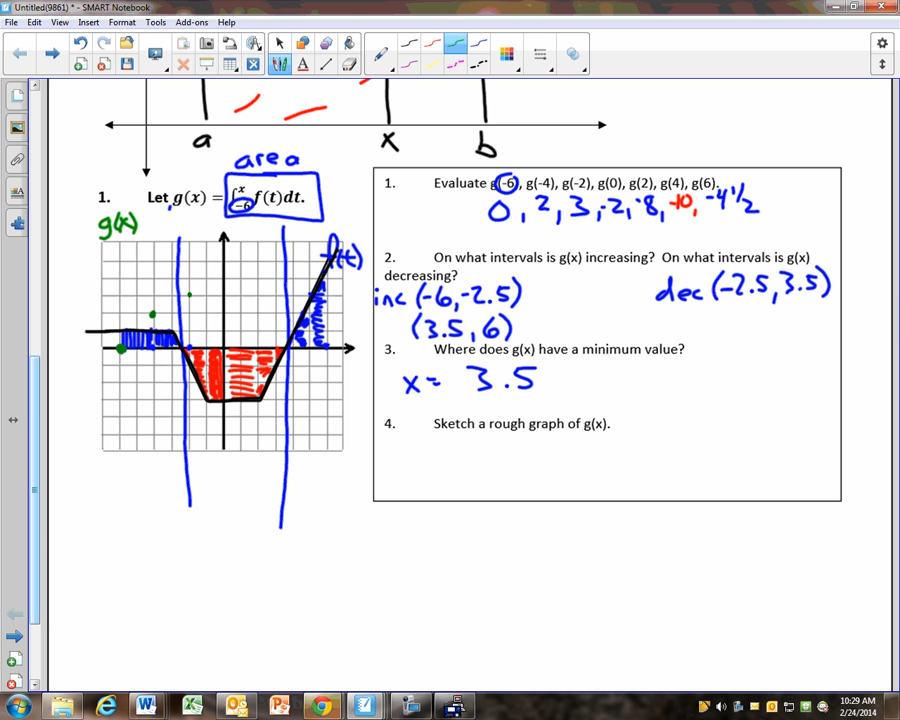 Untitled(9861) * - SMART Notebook
File Edit View Insert Format Tools Add-ons Help
a x b
area
1. Let g(x) = ∫₋₆ˣ f(t)dt.
g(x)
f(t)
1. Evaluate g(-6), g(-4), g(-2), g(0), g(2), g(4), g(6).
0, 2, 3, -2, -8, -10, -4 1/2
2. On what intervals is g(x) increasing? On what intervals is g(x)
decreasing?
inc (-6, -2.5) dec (-2.5, 3.5)
(3.5, 6)
3. Where does g(x) have a minimum value?
x = 3.5
4. Sketch a rough graph of g(x).
10:29 AM
2/24/2014